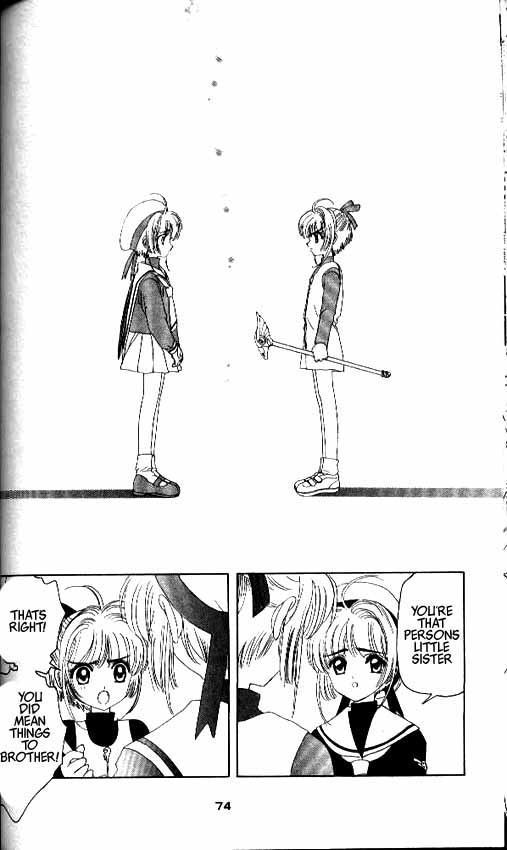 YOU'RE
THAT
PERSONS
LITTLE
SISTER
THATS
RIGHT!
YOU
DID
MEAN
THINGS
TO
BROTHER!
74